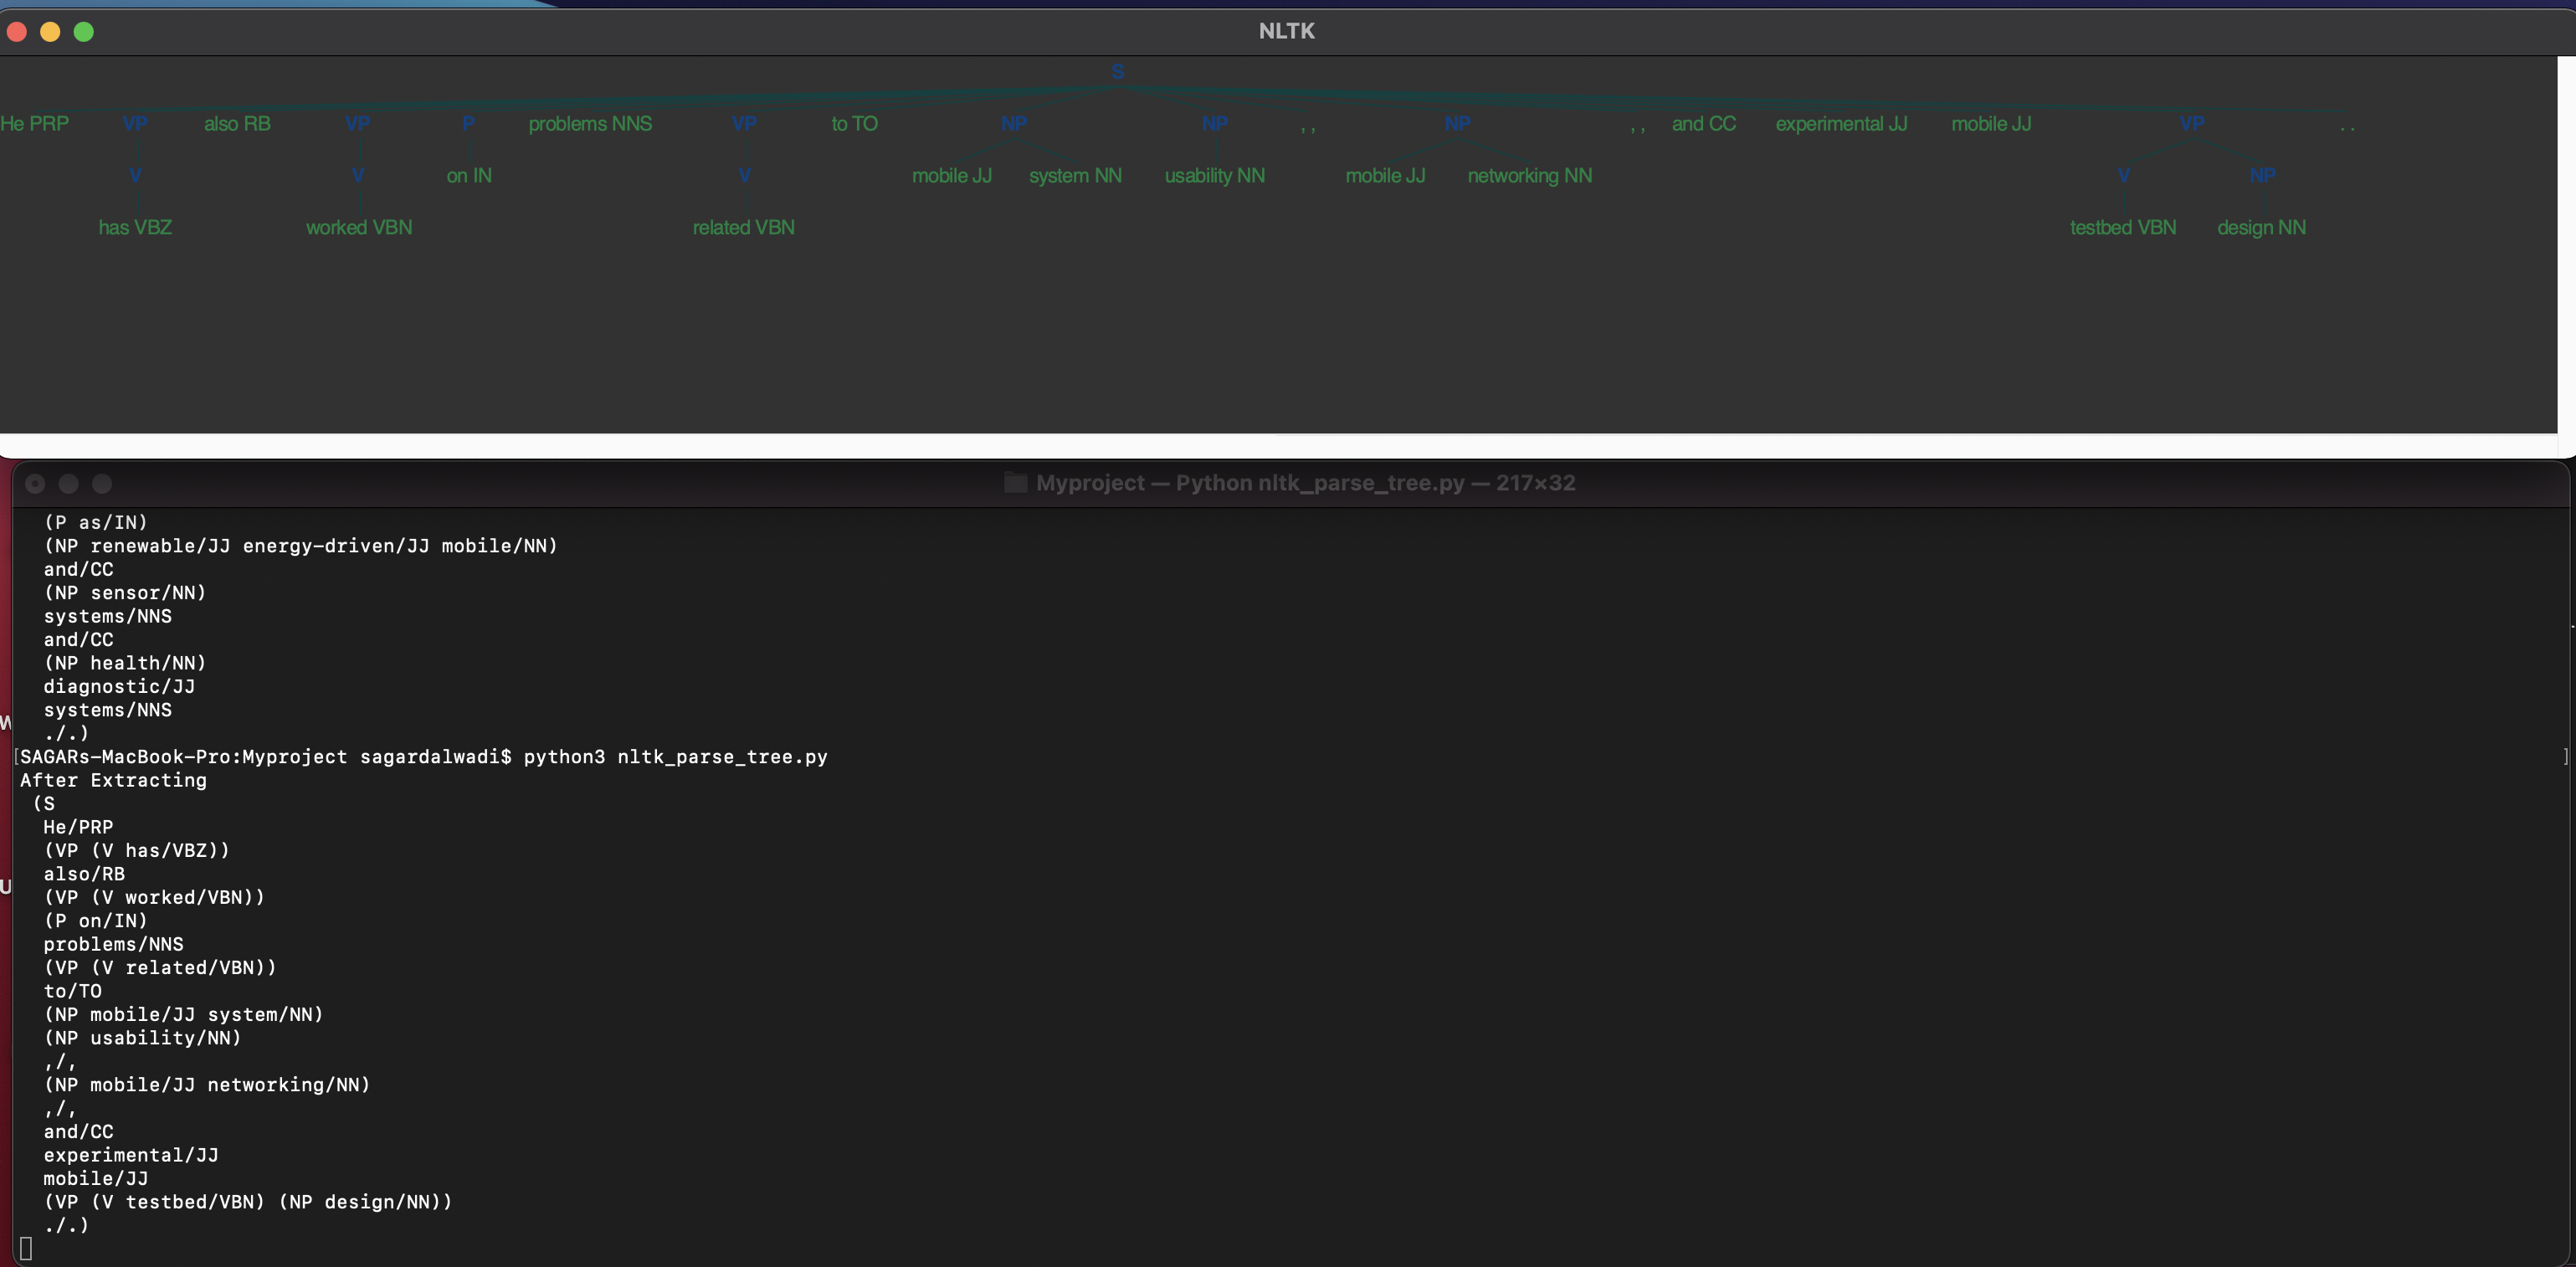 NLTK
S
He PRP VP also RB VP P problems NNS VP to TO NP NP , , NP , , and CC experimental JJ mobile JJ VP . .
V V on IN V mobile JJ system NN usability NN mobile JJ networking NN V NP
has VBZ worked VBN related VBN testbed VBN design NN
Myproject — Python nltk_parse_tree.py — 217×32
(P as/IN)
(NP renewable/JJ energy-driven/JJ mobile/NN)
and/CC
(NP sensor/NN)
systems/NNS
and/CC
(NP health/NN)
diagnostic/JJ
systems/NNS
./.)
[SAGARs-MacBook-Pro:Myproject sagardalwadi$ python3 nltk_parse_tree.py ]
After Extracting
(S
He/PRP
(VP (V has/VBZ))
also/RB
(VP (V worked/VBN))
(P on/IN)
problems/NNS
(VP (V related/VBN))
to/TO
(NP mobile/JJ system/NN)
(NP usability/NN)
,/,
(NP mobile/JJ networking/NN)
,/,
and/CC
experimental/JJ
mobile/JJ
(VP (V testbed/VBN) (NP design/NN))
./.)